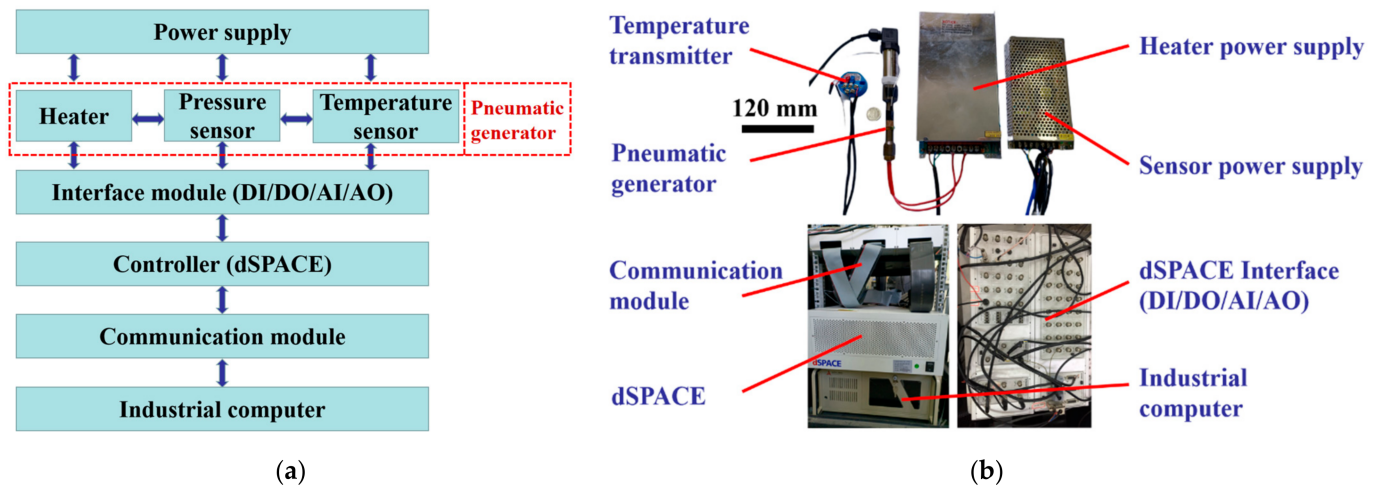 Power supply
Heater
Pressure
sensor
Temperature
sensor
Pneumatic
generator
Interface module (DI/DO/AI/AO)
Controller (dSPACE)
Communication module
Industrial computer
(a)
Temperature
transmitter
120 mm
Pneumatic
generator
Heater power supply
Sensor power supply
Communication
module
dSPACE
dSPACE
dSPACE Interface
(DI/DO/AI/AO)
Industrial
computer
(b)